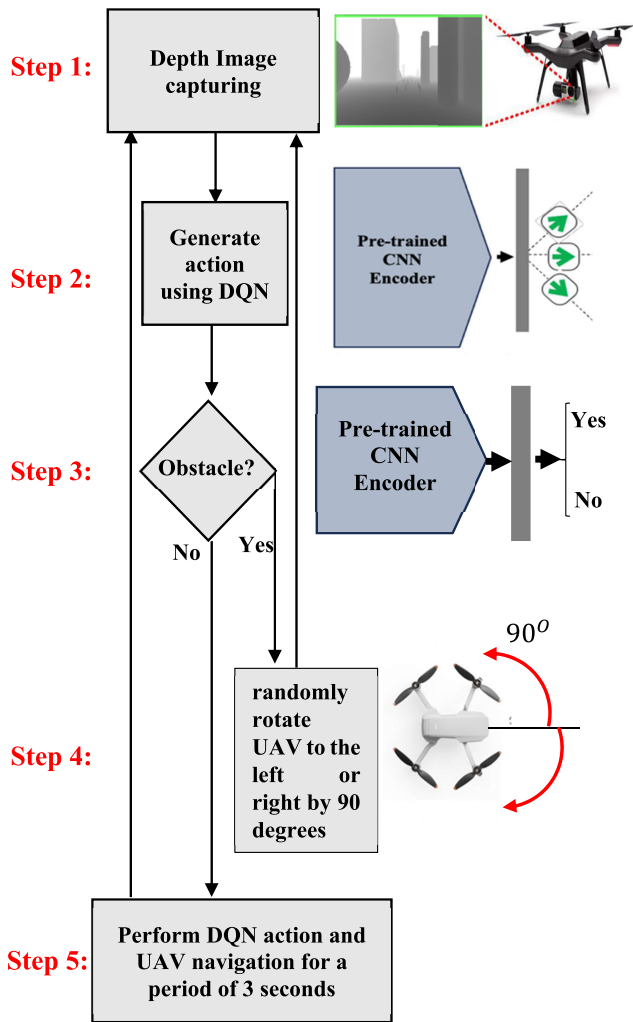 Step 1:
Depth Image
capturing
Step 2:
Generate
action
using DQN
Pre-trained
CNN
Encoder
Step 3:
Obstacle?
Pre-trained
CNN
Encoder
Yes
No
No
Yes
Step 4:
randomly
rotate
UAV to the
left or
right by 90
degrees
90ᴼ
Step 5:
Perform DQN action and
UAV navigation for a
period of 3 seconds